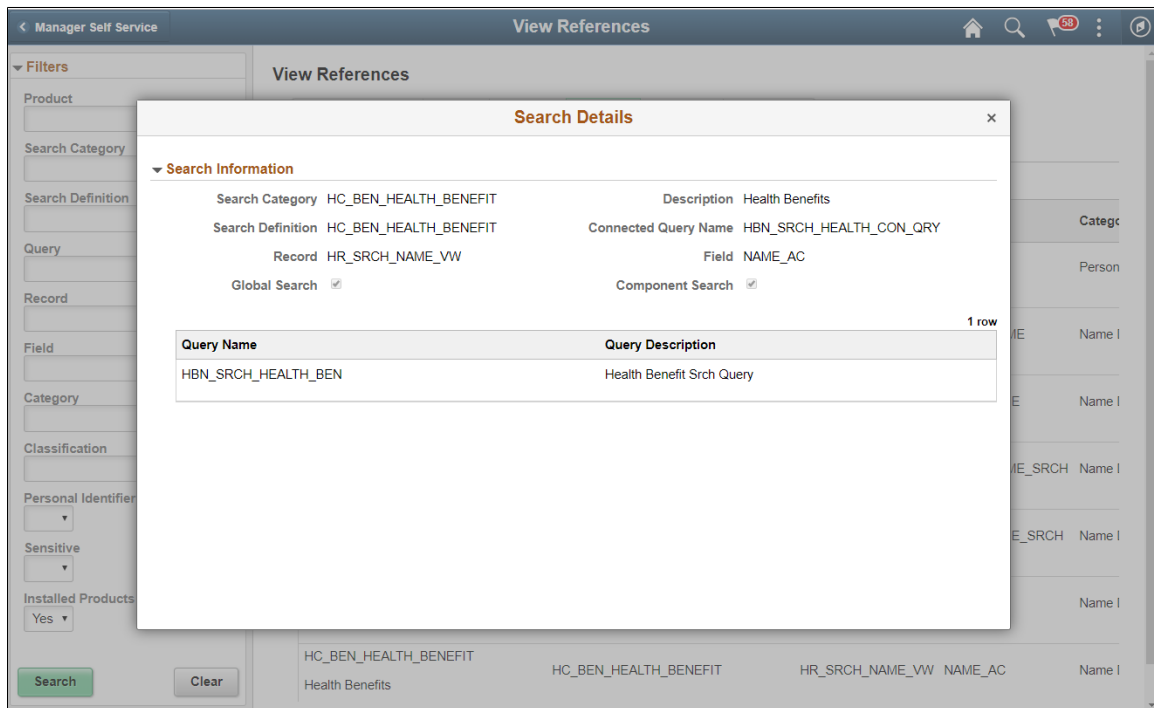 Manager Self Service
View References
58
Filters
View References
Product
Search Category
Search Definition
Query
Record
Field
Category
Classification
Personal Identifier
Sensitive
Installed Products
Yes
Search
Clear
Search Details
×
Search Information
Search Category HC_BEN_HEALTH_BENEFIT Description Health Benefits
Search Definition HC_BEN_HEALTH_BENEFIT Connected Query Name HBN_SRCH_HEALTH_CON_QRY
Record HR_SRCH_NAME_VW Field NAME_AC
Global Search Component Search
1 row
Query Name Query Description
HBN_SRCH_HEALTH_BEN Health Benefit Srch Query
Person
Name
Name
E_SRCH Name
E_SRCH Name
Name
HC_BEN_HEALTH_BENEFIT
Health Benefits
HC_BEN_HEALTH_BENEFIT HR_SRCH_NAME_VW NAME_AC Name